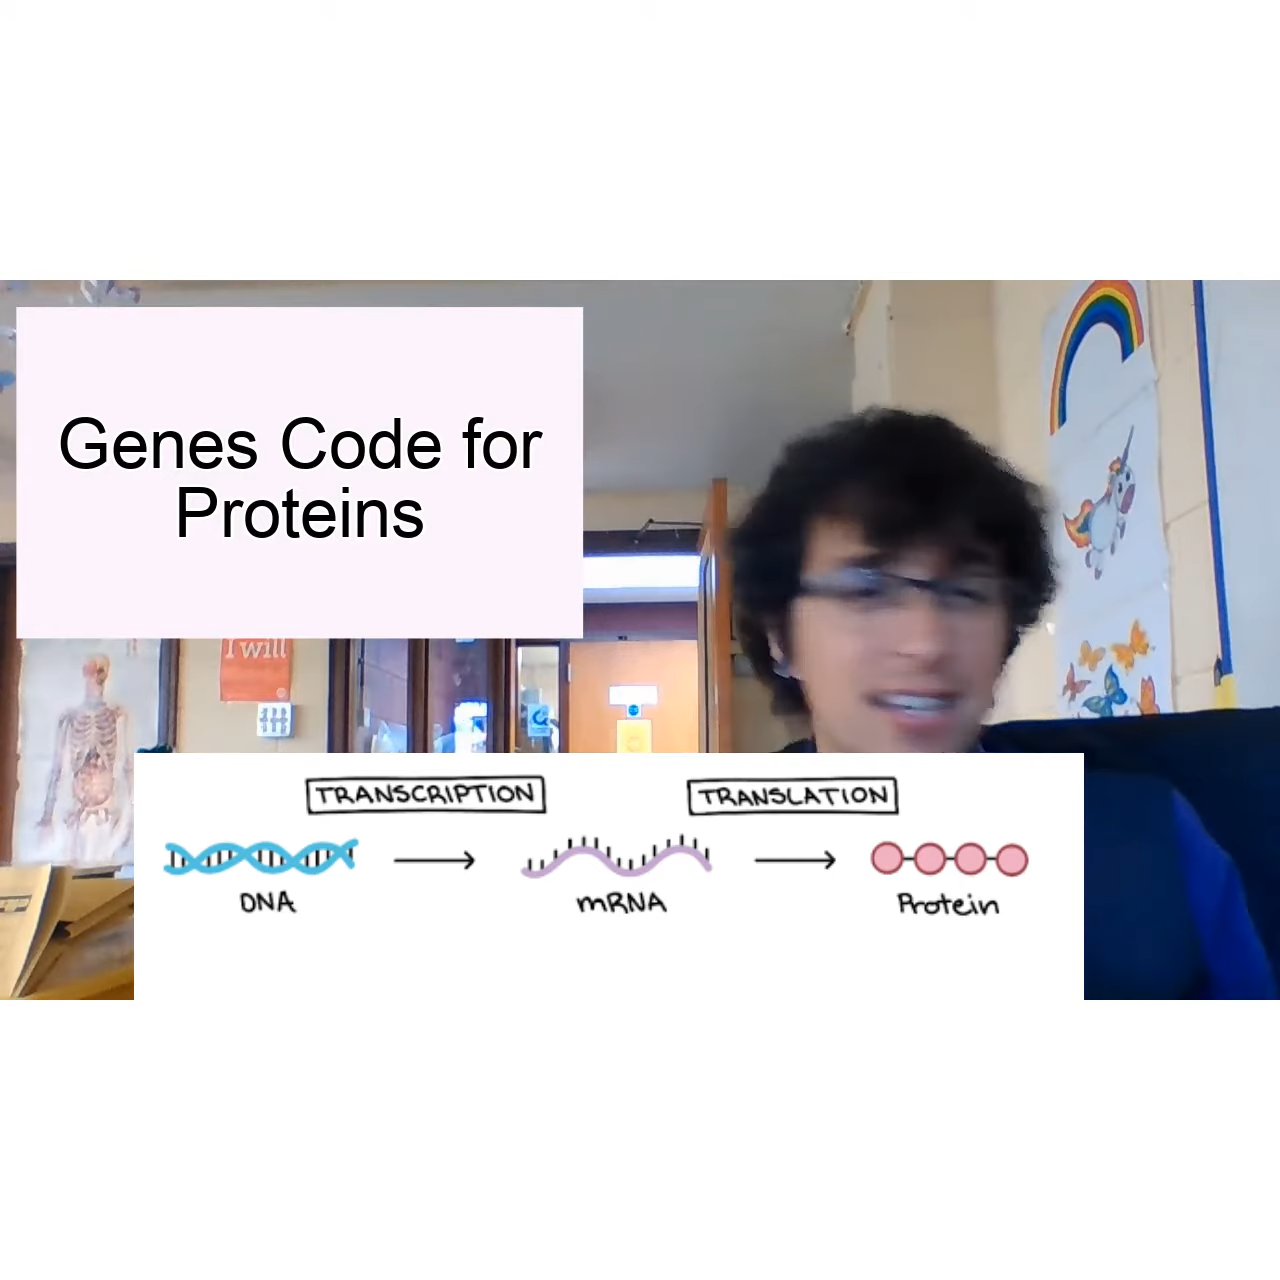 Genes Code for
Proteins
I will
TRANSCRIPTION
TRANSLATION
DNA
mRNA
Protein